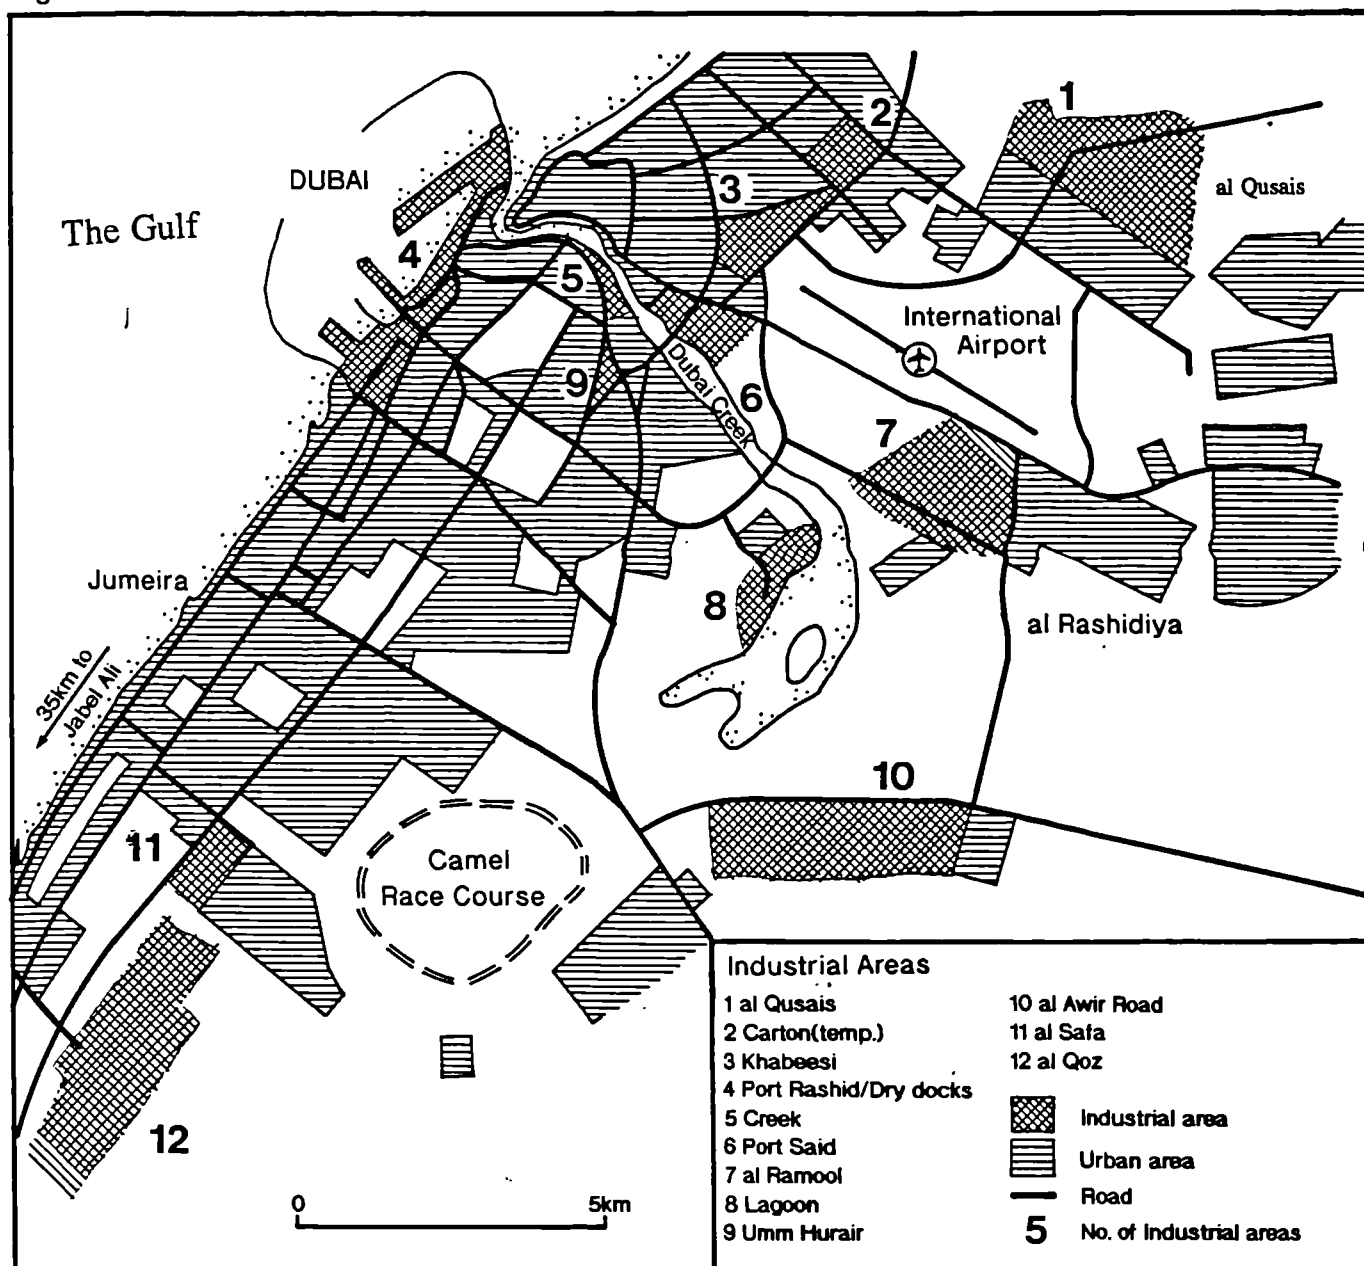 1
2
DUBAI
3
al Qusais
The Gulf
4
5
International
Airport
Dubai Creek
9
6
7
Jumeira
8
al Rashidiya
35km to
Jabel Ali
10
11
Camel
Race Course
12
0 5km
Industrial Areas
1 al Qusais
2 Carton(temp.)
3 Khabeesi
4 Port Rashid/Dry docks
5 Creek
6 Port Said
7 al Ramool
8 Lagoon
9 Umm Hurair
10 al Awir Road
11 al Safa
12 al Qoz
Industrial area
Urban area
Road
5 No. of Industrial areas